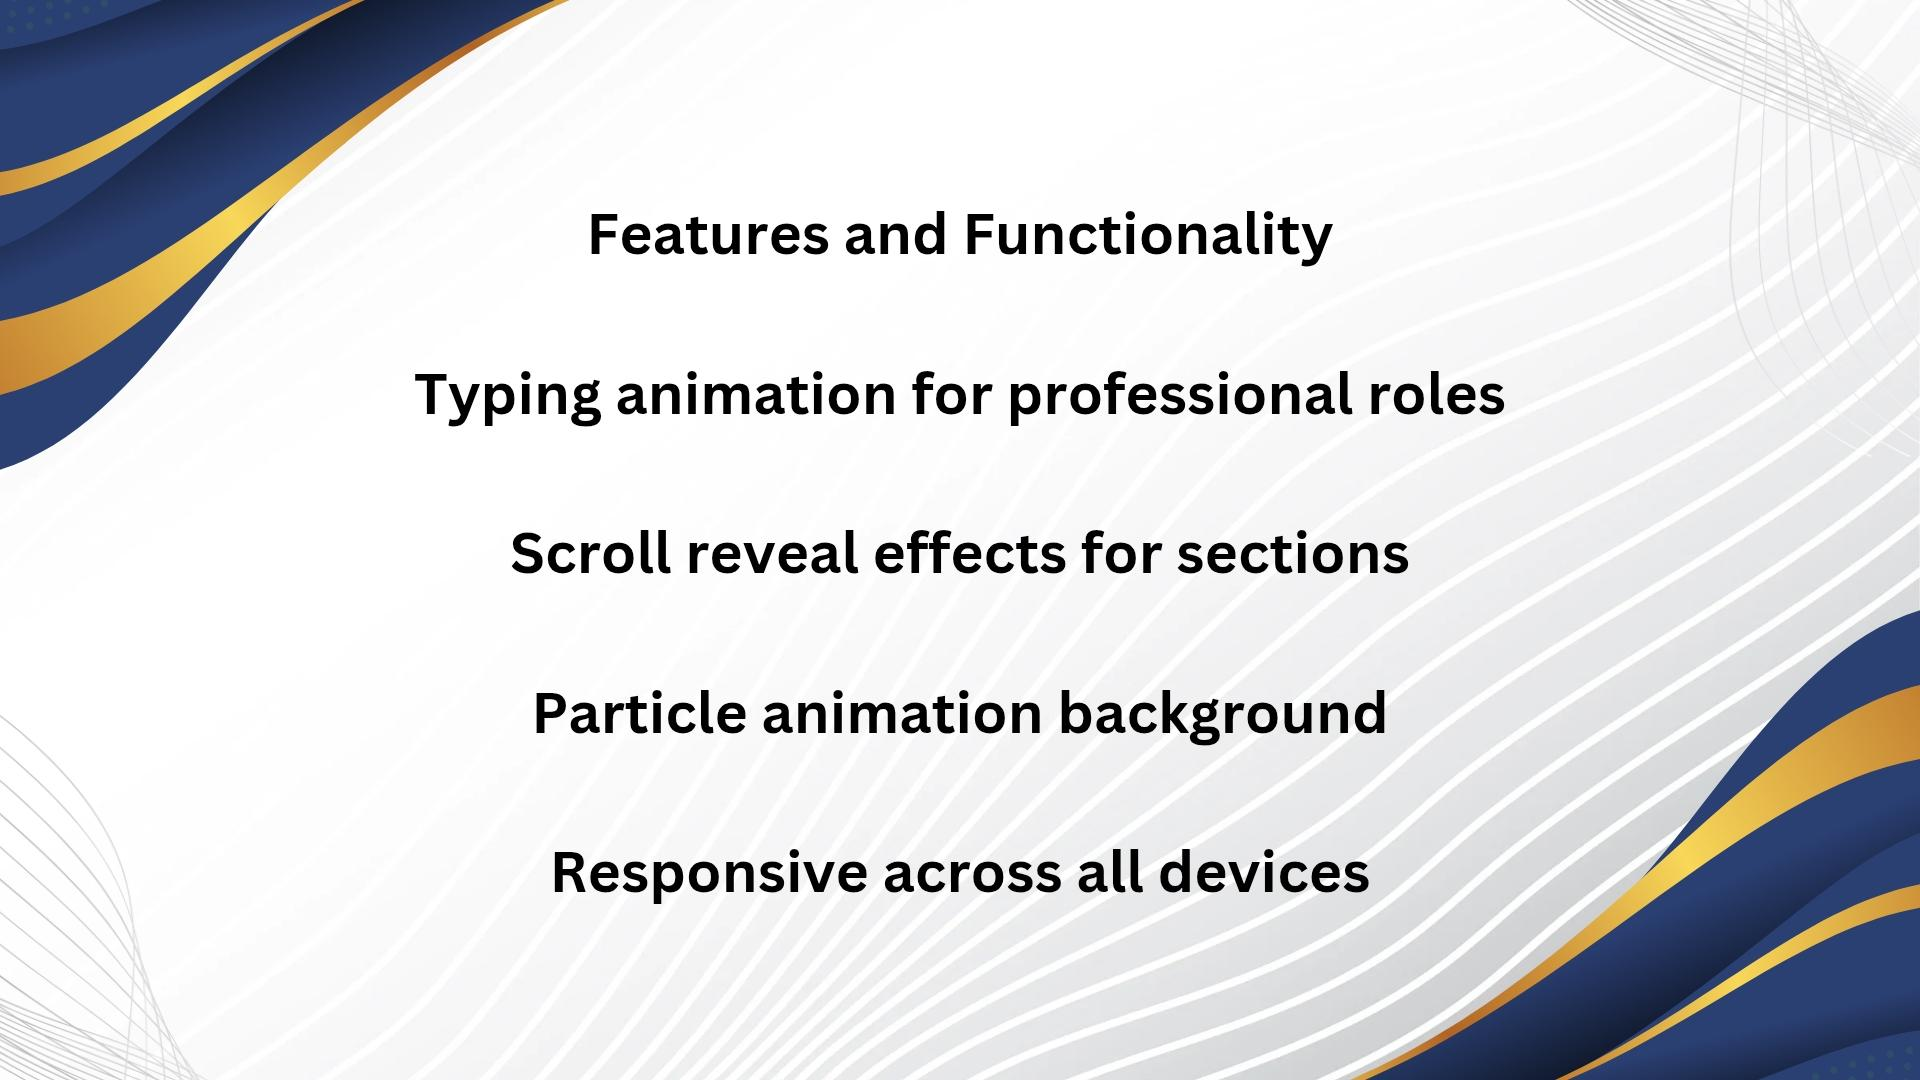 Features and Functionality
Typing animation for professional roles
Scroll reveal effects for sections
Particle animation background
Responsive across all devices